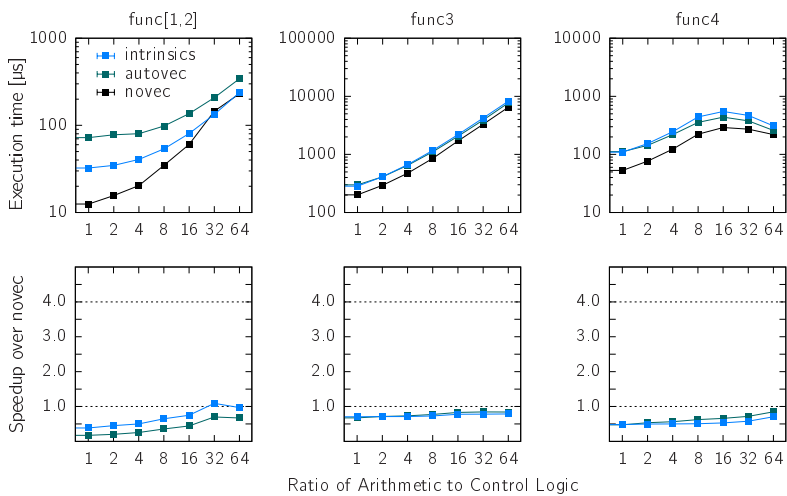 func[1,2] func3 func4
Execution time [µs]
1000 100 10
intrinsics
autovec
novec
100000 10000 1000 100
10000 1000 100 10
1 2 4 8 16 32 64 1 2 4 8 16 32 64 1 2 4 8 16 32 64
Speedup over novec
4.0 3.0 2.0 1.0
4.0 3.0 2.0 1.0
4.0 3.0 2.0 1.0
1 2 4 8 16 32 64 1 2 4 8 16 32 64 1 2 4 8 16 32 64
Ratio of Arithmetic to Control Logic